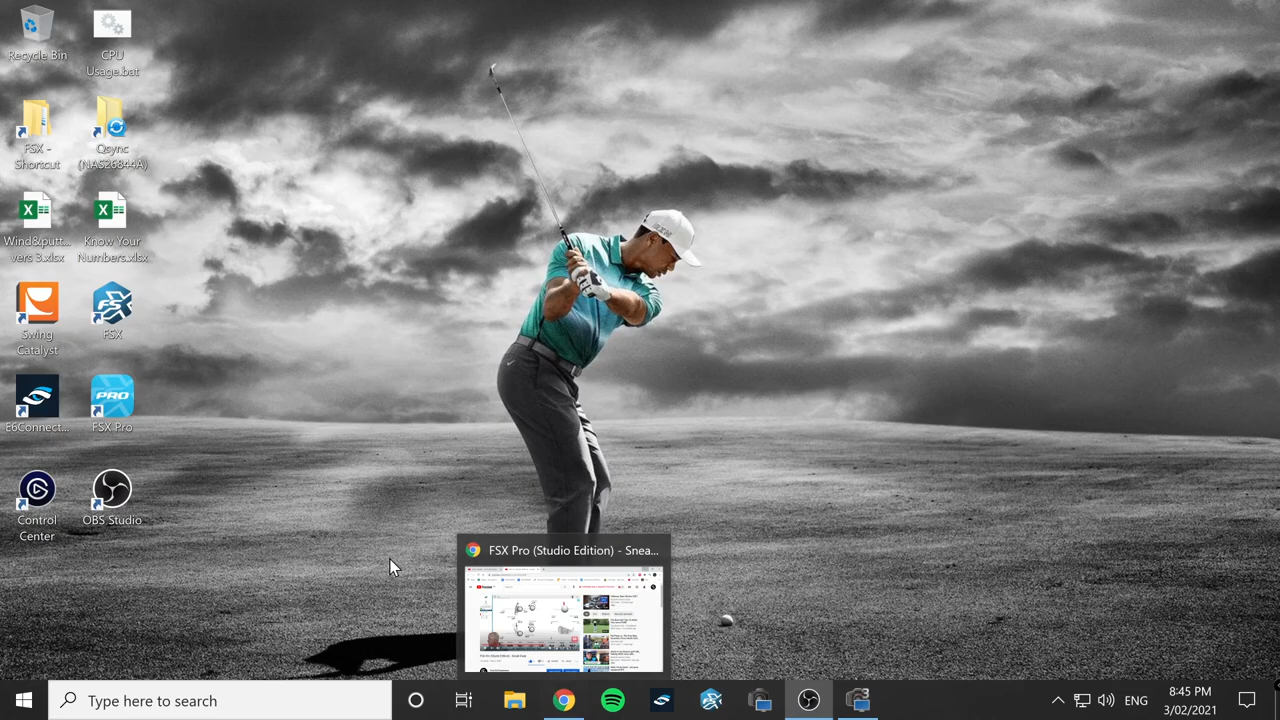 Recycle Bin
CPU
Usage.bat
FSX -
Shortcut
Qsync
(NAS26844A)
Wind&putt...
vers 3.xlsx
Know Your
Numbers.xlsx
Swing
Catalyst
FSX
E6Connect...
PRO
FSX Pro
Control
Center
OBS Studio
FSX Pro (Studio Edition) - Snea...
Type here to search
3
ENG
8:45 PM
3/02/2021